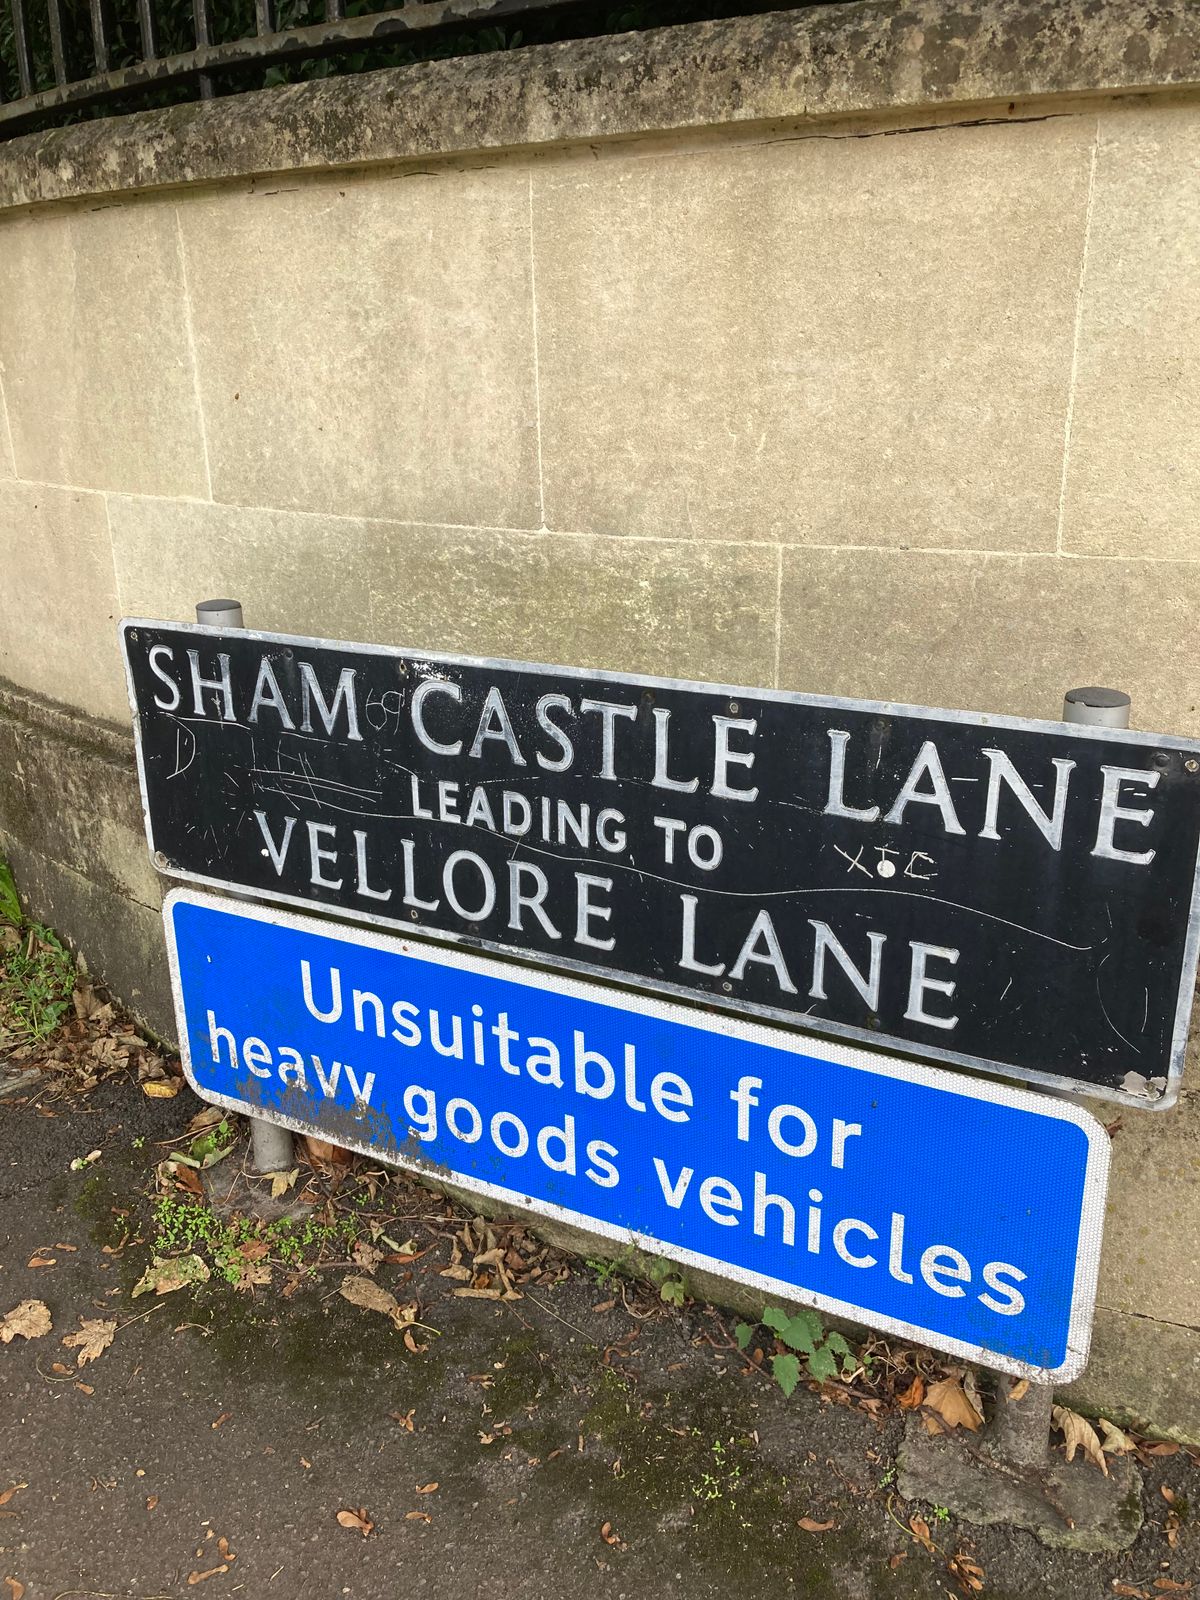 SHAM CASTLE LANE
LEADING TO
VELLORE LANE
Unsuitable for
heavy goods vehicles